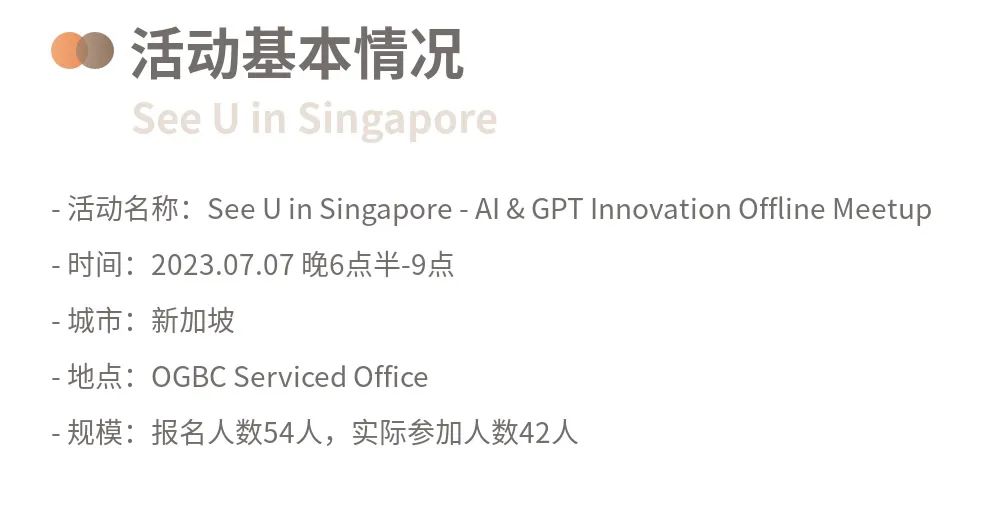 活动基本情况
See U in Singapore
- 活动名称：See U in Singapore - AI & GPT Innovation Offline Meetup
- 时间：2023.07.07 晚6点半-9点
- 城市：新加坡
- 地点：OGBC Serviced Office
- 规模：报名人数54人，实际参加人数42人